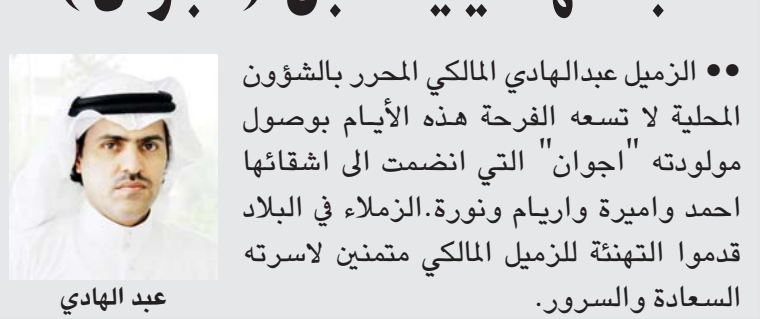 •• الزميل عبدالهادي المالكي المحرر بالشؤون
المحلية لا تسعه الفرحة هذه الأيام بوصول
مولودته "اجوان" التي انضمت الى اشقائها
احمد واميرة واريام ونورة.الزملاء في البلاد
قدموا التهنئة للزميل المالكي متمنين لاسرته
السعادة والسرور.
عبد الهادي